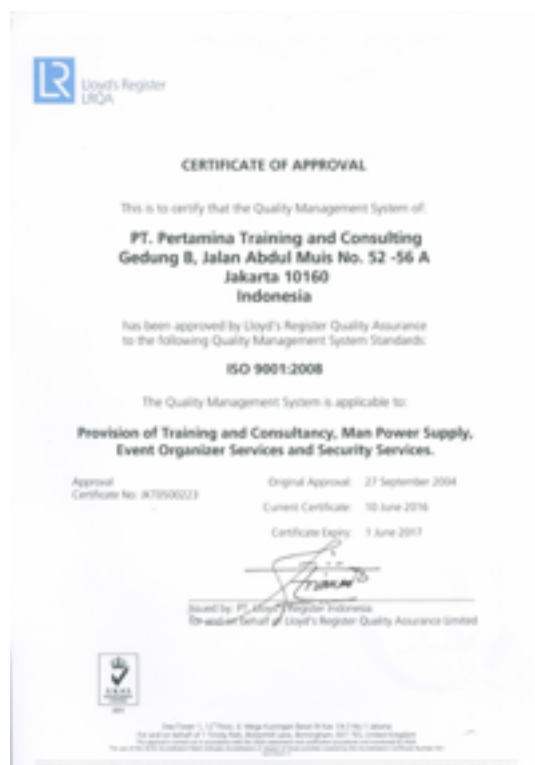 LR
Lloyd's Register
LRQA
CERTIFICATE OF APPROVAL
This is to certify that the Quality Management System of:
PT. Pertamina Training and Consulting
Gedung B, Jalan Abdul Muis No. 52 -56 A
Jakarta 10160
Indonesia
has been approved by Lloyd's Register Quality Assurance
to the following Quality Management System Standards:
ISO 9001:2008
The Quality Management System is applicable to:
Provision of Training and Consultancy, Man Power Supply,
Event Organizer Services and Security Services.
Approval
Certificate No: JKT0500223
Original Approval: 27 September 2004
Current Certificate: 10 June 2016
Certificate Expiry: 1 June 2017
Issued by: PT. Lloyd's Register Indonesia
for and on behalf of Lloyd's Register Quality Assurance Limited
UKAS